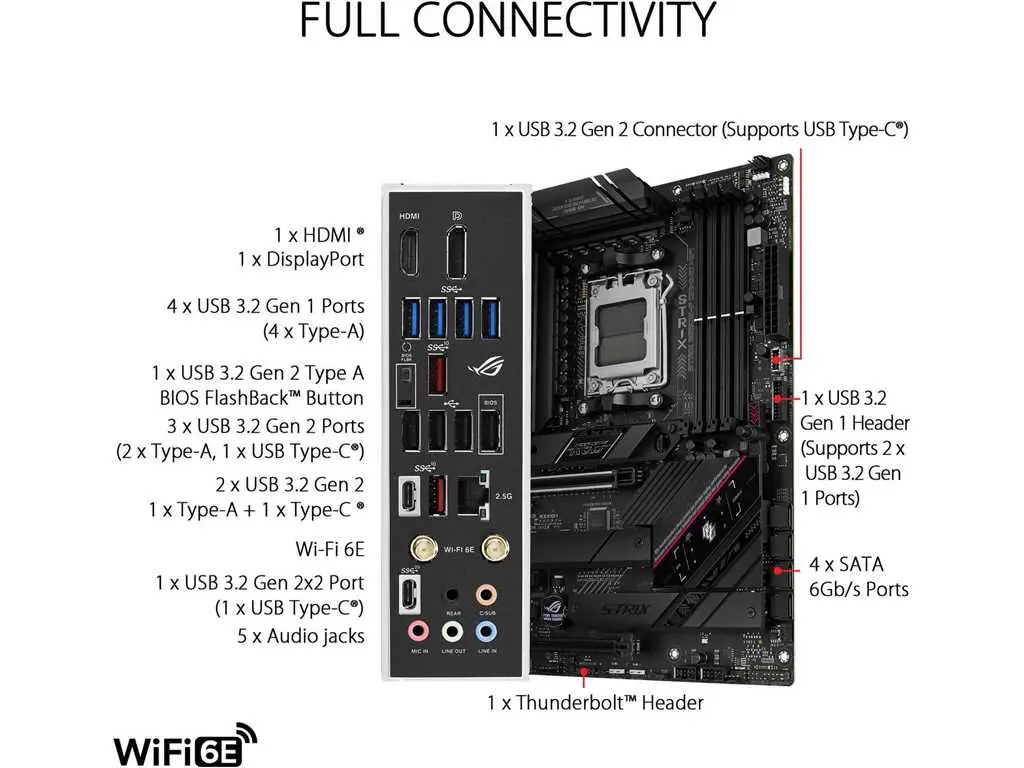 FULL CONNECTIVITY
1 x USB 3.2 Gen 2 Connector (Supports USB Type-C®)
1 x HDMI ®
1 x DisplayPort
4 x USB 3.2 Gen 1 Ports
(4 x Type-A)
1 x USB 3.2 Gen 2 Type A
BIOS FlashBack™ Button
3 x USB 3.2 Gen 2 Ports
(2 x Type-A, 1 x USB Type-C®)
2 x USB 3.2 Gen 2
1 x Type-A + 1 x Type-C ®
Wi-Fi 6E
1 x USB 3.2 Gen 2x2 Port
(1 x USB Type-C®)
5 x Audio jacks
HDMI
BIOS
FLBK
BIOS
2.5G
WI-FI 6E
REAR
C/SUB
MIC IN
LINE OUT
LINE IN
STRIX
STRIX
1 x USB 3.2
Gen 1 Header
(Supports 2 x
USB 3.2 Gen
1 Ports)
4 x SATA
6Gb/s Ports
1 x Thunderbolt™ Header
WiFi 6E